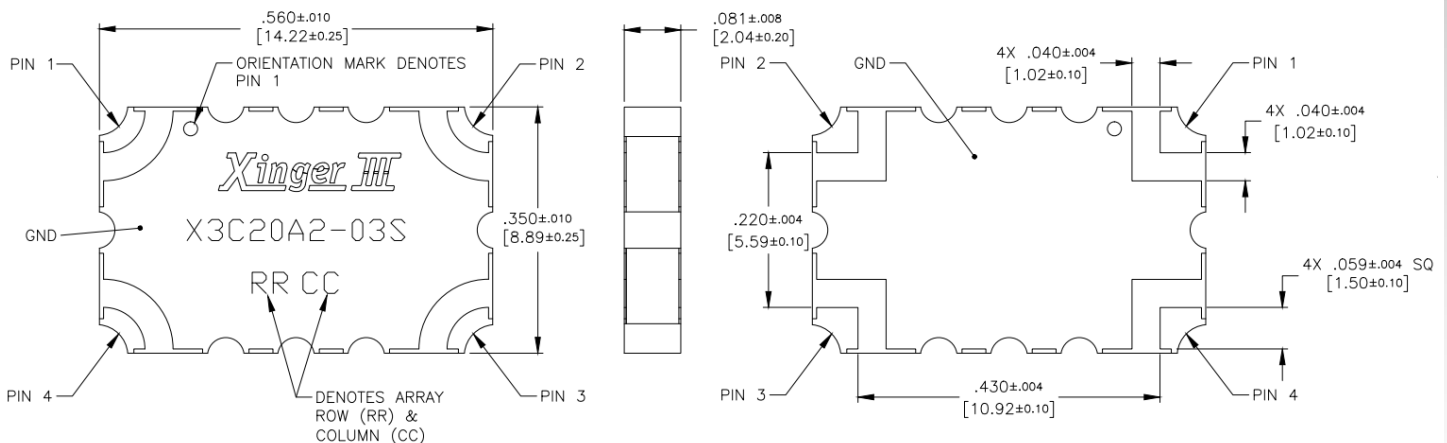 .560±.010
[14.22±0.25]
PIN 1
ORIENTATION MARK DENOTES
PIN 1
PIN 2
Xinger III
X3C20A2-03S
GND
RR CC
.350±.010
[8.89±0.25]
PIN 4
DENOTES ARRAY
ROW (RR) &
COLUMN (CC)
PIN 3
.081±.008
[2.04±0.20]
PIN 2
GND
4X .040±.004
[1.02±0.10]
PIN 1
4X .040±.004
[1.02±0.10]
.220±.004
[5.59±0.10]
4X .059±.004 SQ
[1.50±0.10]
PIN 3
.430±.004
[10.92±0.10]
PIN 4